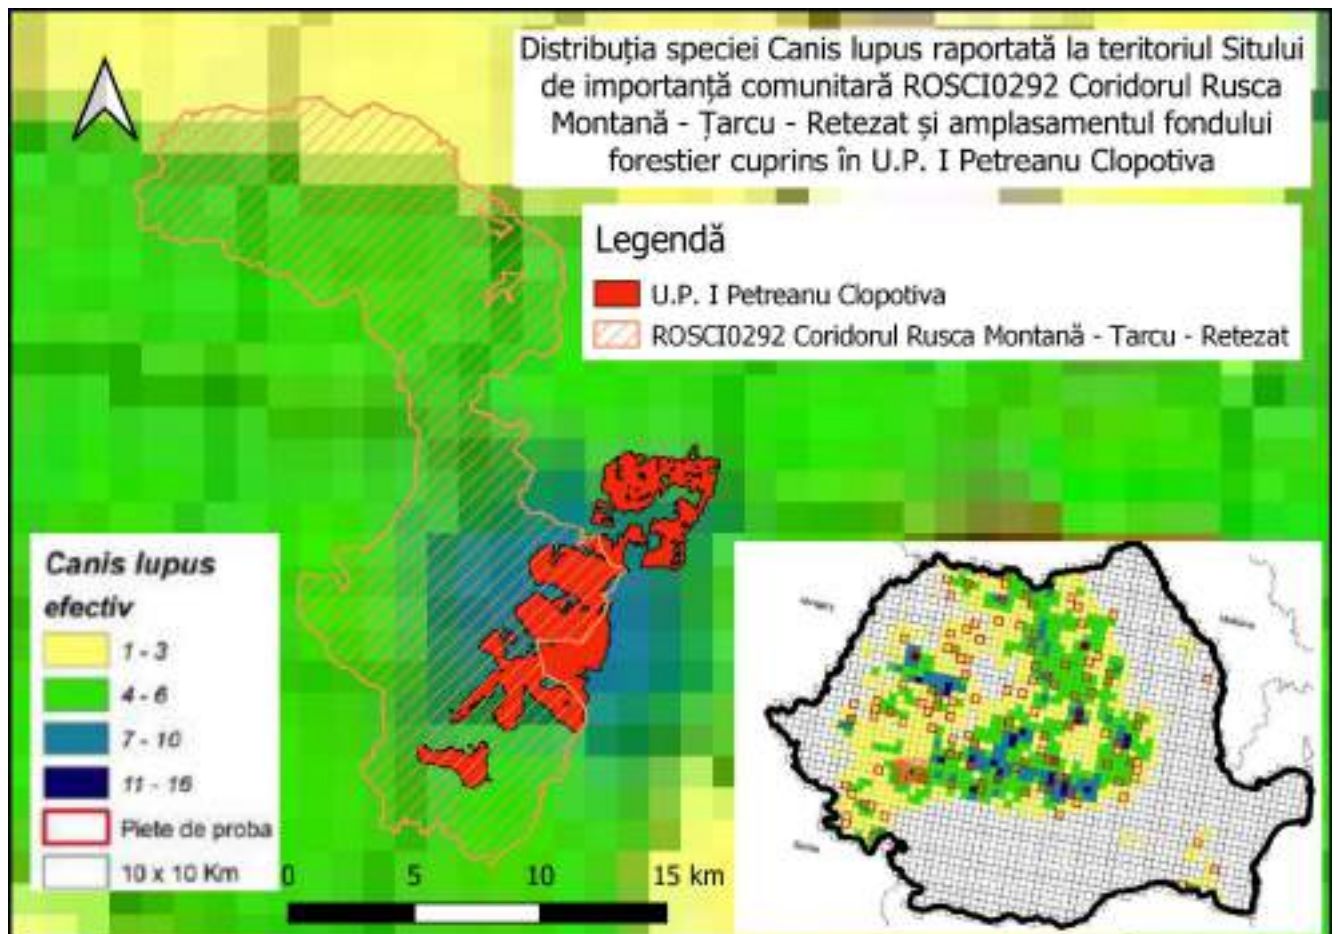 Distribuția speciei Canis lupus raportată la teritoriul Sitului
de importanță comunitară ROSCI0292 Coridorul Rusca
Montană - Țarcu - Retezat și amplasamentul fondului
forestier cuprins în U.P. I Petreanu Clopotiva
Legendă
U.P. I Petreanu Clopotiva
ROSCI0292 Coridorul Rusca Montană - Tarcu - Retezat
Canis lupus
efectiv
1 - 3
4 - 6
7 - 10
11 - 16
Piete de proba
10 x 10 Km
0 5 10 15 km